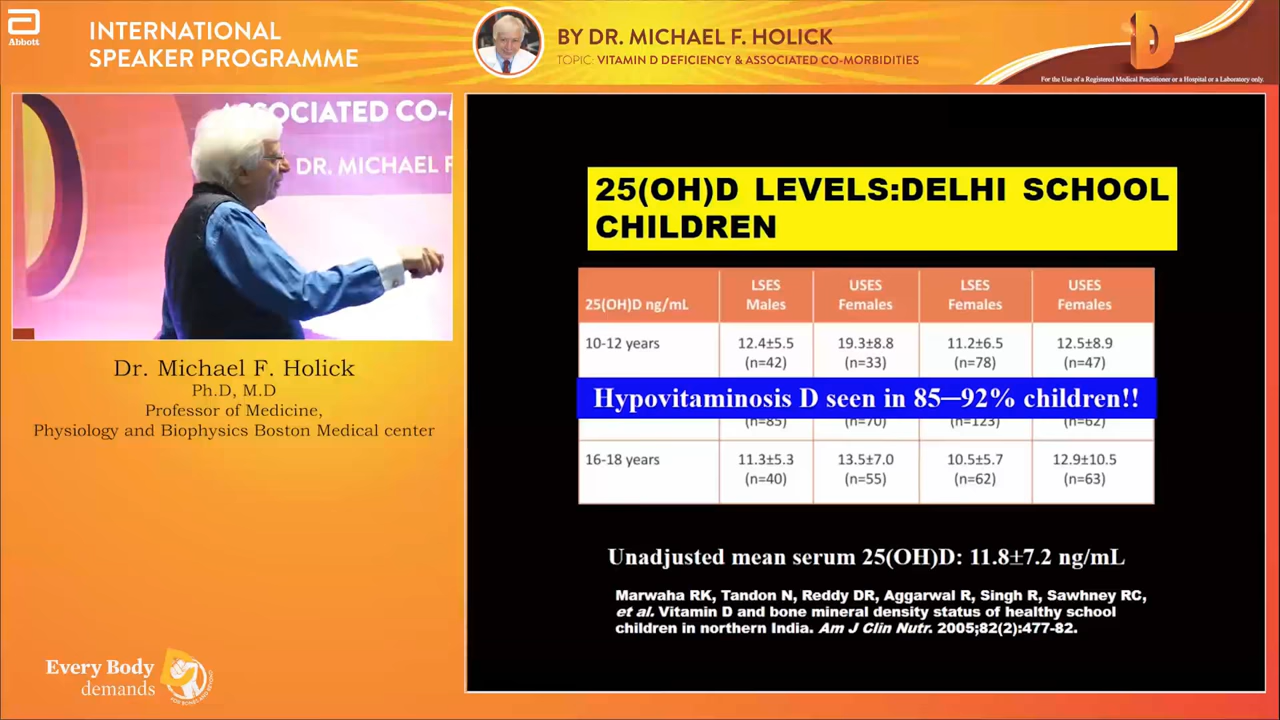 Abbott
INTERNATIONAL
SPEAKER PROGRAMME
BY DR. MICHAEL F. HOLICK
TOPIC: VITAMIN D DEFICIENCY & ASSOCIATED CO-MORBIDITIES
D
For the Use of a Registered Medical Practitioner or a Hospital or a Laboratory only.
ASSOCIATED CO-
DR. MICHAEL F
Dr. Michael F. Holick
Ph.D, M.D
Professor of Medicine,
Physiology and Biophysics Boston Medical center
Every Body
demands
25(OH)D LEVELS:DELHI SCHOOL
CHILDREN
25(OH)D ng/mL LSES Males USES Females LSES Females USES Females
10-12 years 12.4±5.5 19.3±8.8 11.2±6.5 12.5±8.9
(n=42) (n=33) (n=78) (n=47)
Hypovitaminosis D seen in 85—92% children!!
(n=85) (n=70) (n=123) (n=62)
16-18 years 11.3±5.3 13.5±7.0 10.5±5.7 12.9±10.5
(n=40) (n=55) (n=62) (n=63)
Unadjusted mean serum 25(OH)D: 11.8±7.2 ng/mL
Marwaha RK, Tandon N, Reddy DR, Aggarwal R, Singh R, Sawhney RC,
et al. Vitamin D and bone mineral density status of healthy school
children in northern India. Am J Clin Nutr. 2005;82(2):477-82.